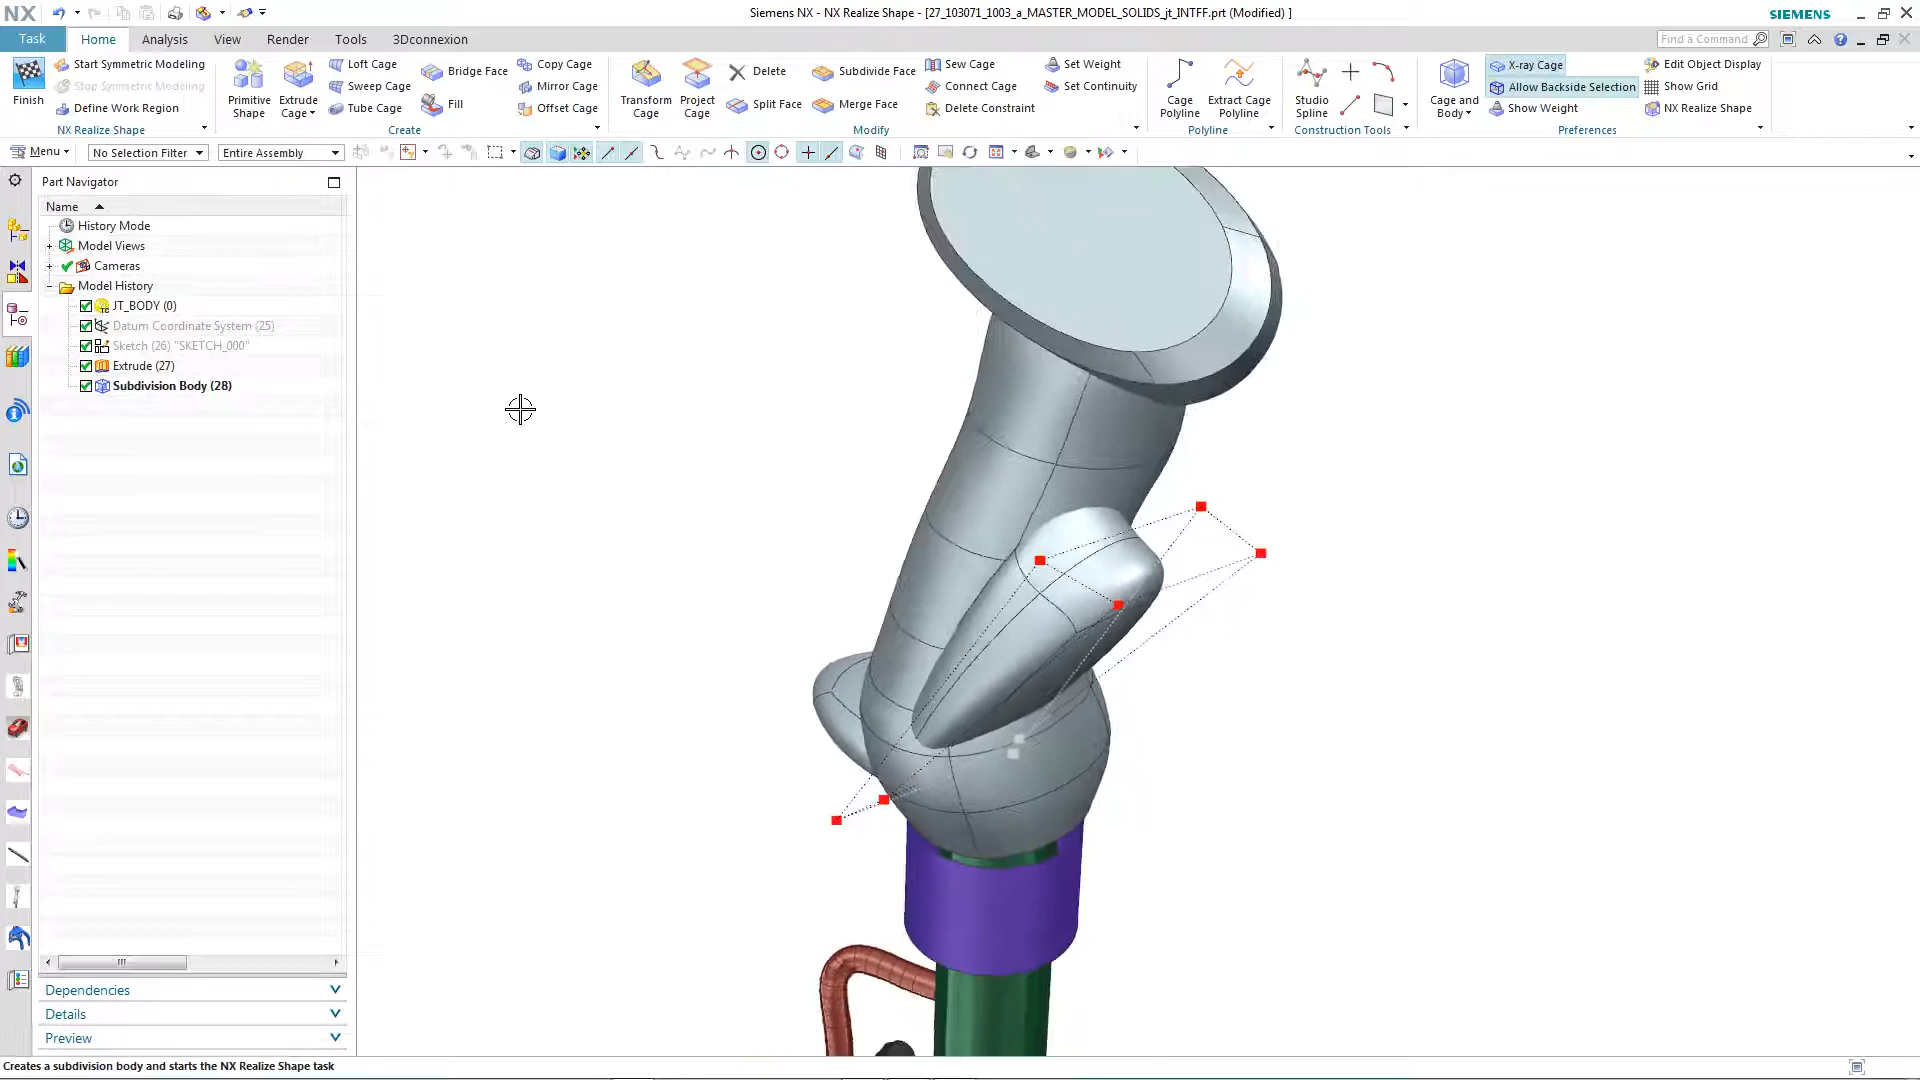 NX
Siemens NX - NX Realize Shape - [27_103071_1003_a_MASTER_MODEL_SOLIDS_jt_INTFF.prt (Modified) ]
SIEMENS
Task
Home
Analysis
View
Render
Tools
3Dconnexion
Find a Command
Finish
Start Symmetric Modeling
Stop Symmetric Modeling
Define Work Region
NX Realize Shape
Primitive
Shape
Extrude
Cage
Loft Cage
Sweep Cage
Tube Cage
Bridge Face
Fill
Copy Cage
Mirror Cage
Offset Cage
Create
Transform
Cage
Project
Cage
Delete
Split Face
Subdivide Face
Merge Face
Sew Cage
Connect Cage
Delete Constraint
Set Weight
Set Continuity
Modify
Cage
Polyline
Extract Cage
Polyline
Polyline
Studio
Spline
Construction Tools
Cage and
Body
X-ray Cage
Allow Backside Selection
Show Weight
Edit Object Display
Show Grid
NX Realize Shape
Preferences
Menu
No Selection Filter
Entire Assembly
Part Navigator
Name
History Mode
Model Views
Cameras
Model History
JT_BODY (0)
Datum Coordinate System (25)
Sketch (26) "SKETCH_000"
Extrude (27)
Subdivision Body (28)
Dependencies
Details
Preview
Creates a subdivision body and starts the NX Realize Shape task